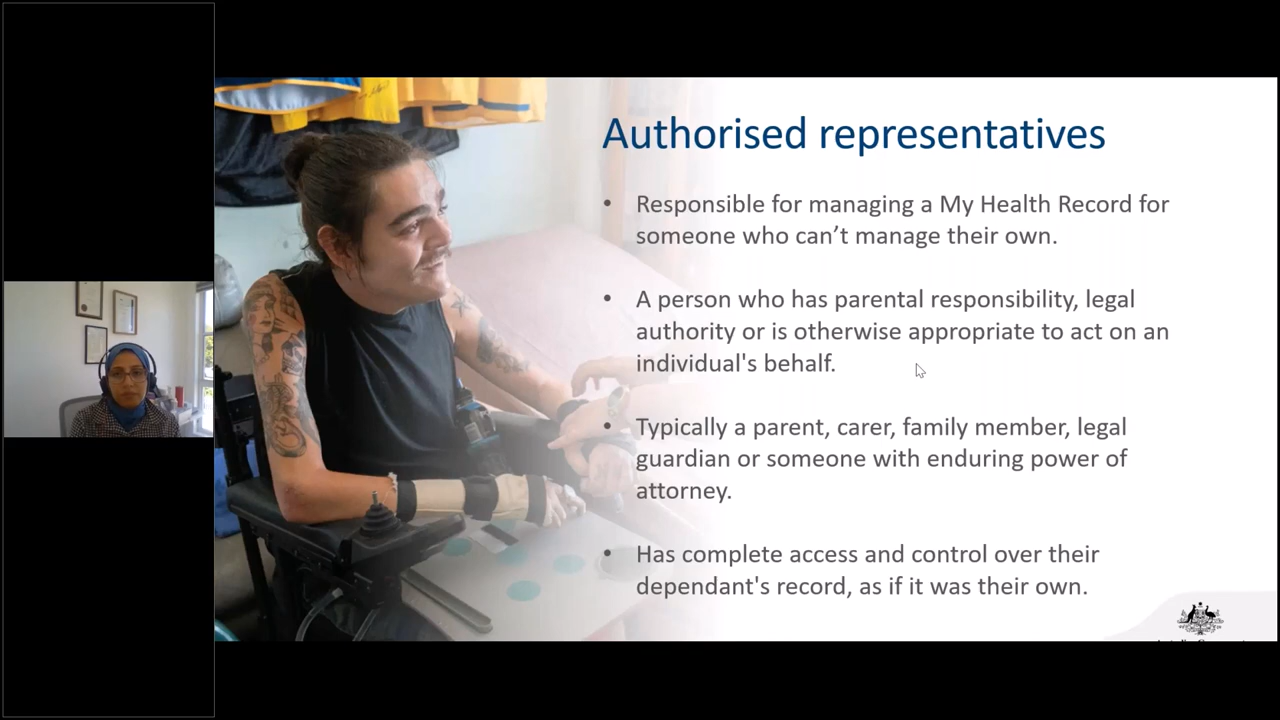 Authorised representatives
• Responsible for managing a My Health Record for
someone who can’t manage their own.
• A person who has parental responsibility, legal
authority or is otherwise appropriate to act on an
individual's behalf.
• Typically a parent, carer, family member, legal
guardian or someone with enduring power of
attorney.
• Has complete access and control over their
dependant's record, as if it was their own.